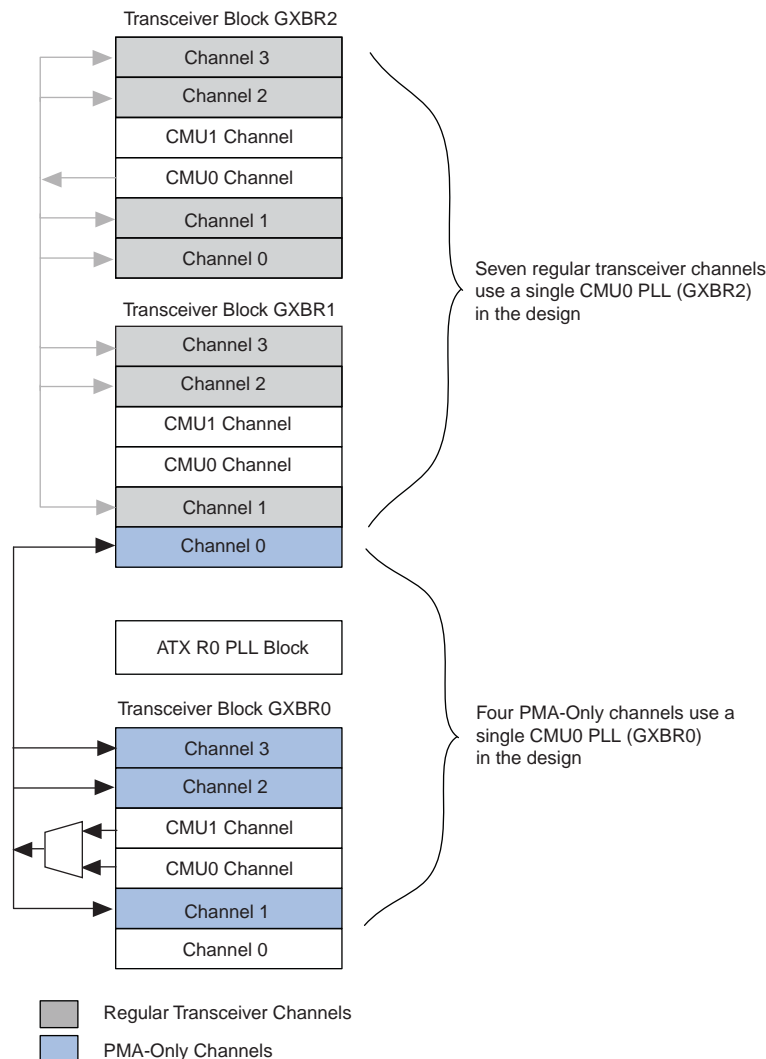 Transceiver Block GXBR2
Channel 3
Channel 2
CMU1 Channel
CMU0 Channel
Channel 1
Channel 0
Seven regular transceiver channels
use a single CMU0 PLL (GXBR2)
in the design
Transceiver Block GXBR1
Channel 3
Channel 2
CMU1 Channel
CMU0 Channel
Channel 1
Channel 0
ATX R0 PLL Block
Transceiver Block GXBR0
Channel 3
Channel 2
CMU1 Channel
CMU0 Channel
Channel 1
Channel 0
Four PMA-Only channels use a
single CMU0 PLL (GXBR0)
in the design
Regular Transceiver Channels
PMA-Only Channels